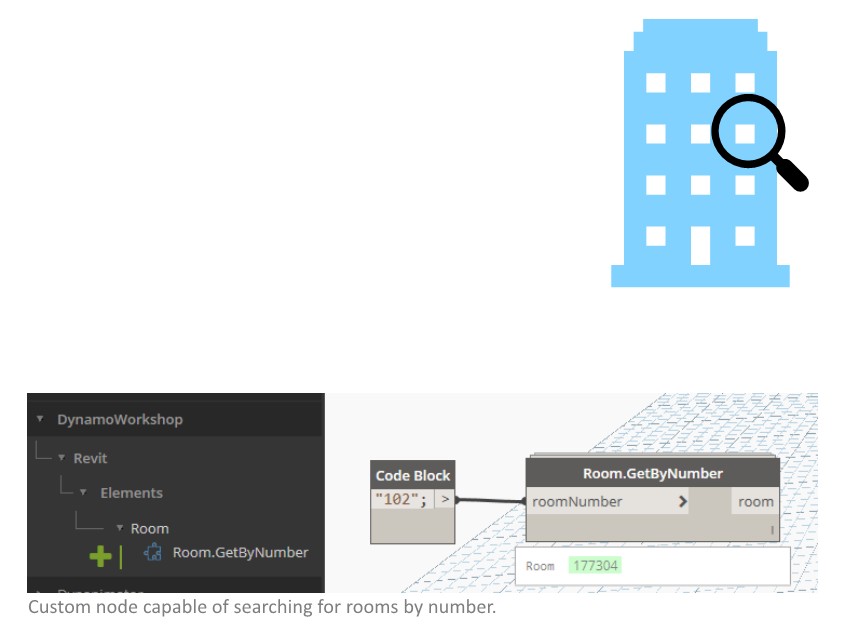 DynamoWorkshop
Revit
Elements
Room
Room.GetByNumber
Code Block
"102"; >
Room.GetByNumber
roomNumber
room
Room 177304
Custom node capable of searching for rooms by number.